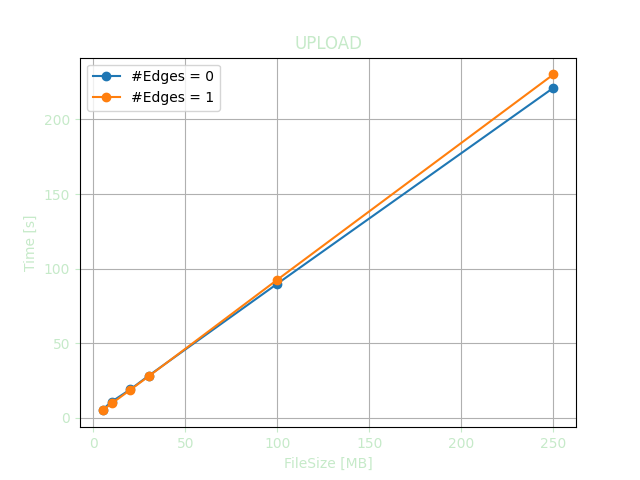 UPLOAD
#Edges = 0
#Edges = 1
Time [s]
200
150
100
50
0
0 50 100 150 200 250
FileSize [MB]